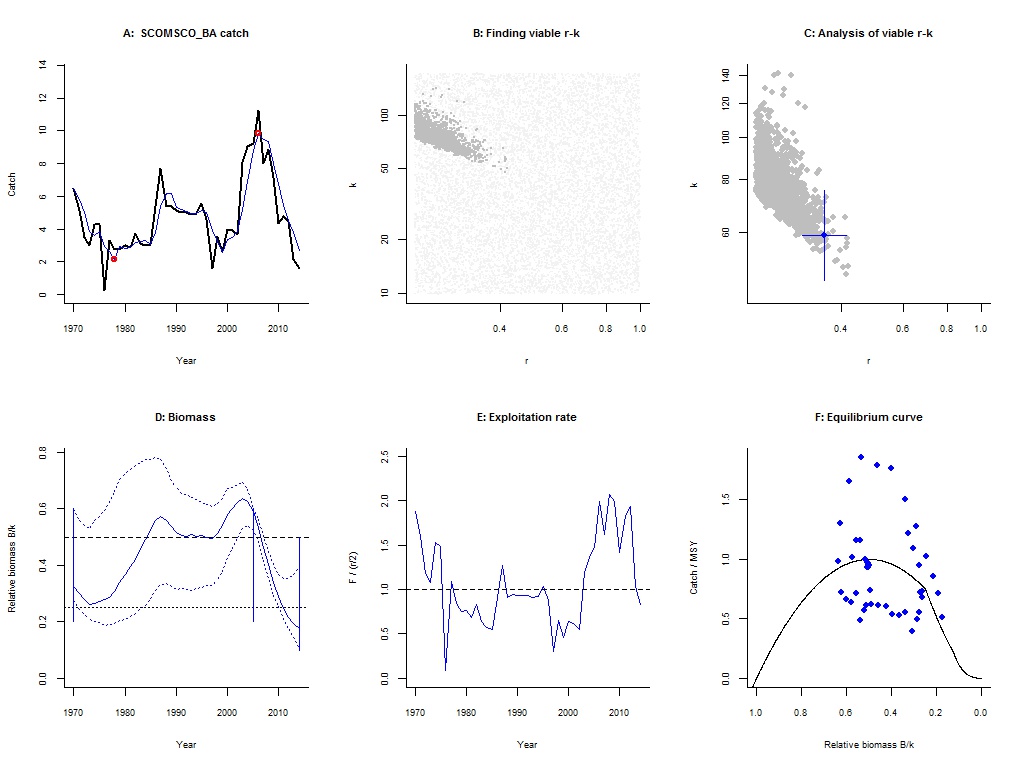 A:  SCOMSCO_BA catch
Catch
14
12
10
8
6
4
2
0
1970 1980 1990 2000 2010
Year
B: Finding viable r-k
k
100
50
20
10
0.4 0.6 0.8 1.0
r
C: Analysis of viable r-k
k
140
120
100
80
60
0.4 0.6 0.8 1.0
r
D: Biomass
Relative biomass B/k
0.8
0.6
0.4
0.2
0.0
1970 1980 1990 2000 2010
Year
E: Exploitation rate
F / (r/2)
2.5
2.0
1.5
1.0
0.5
0.0
1970 1980 1990 2000 2010
Year
F: Equilibrium curve
Catch / MSY
1.5
1.0
0.5
0.0
1.0 0.8 0.6 0.4 0.2 0.0
Relative biomass B/k